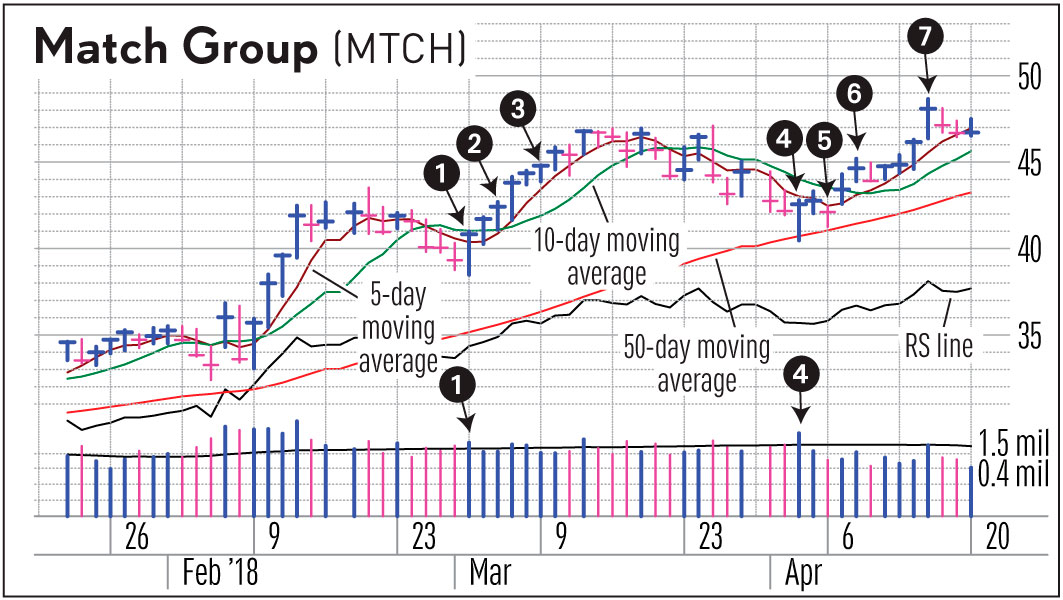 Match Group (MTCH)
7
50
6
3
4
5
2
1
45
10-day moving
average
40
5-day
moving
average
35
50-day moving
average
RS line
1
4
1.5 mil
0.4 mil
26
9
23
9
23
6
20
Feb ’18
Mar
Apr